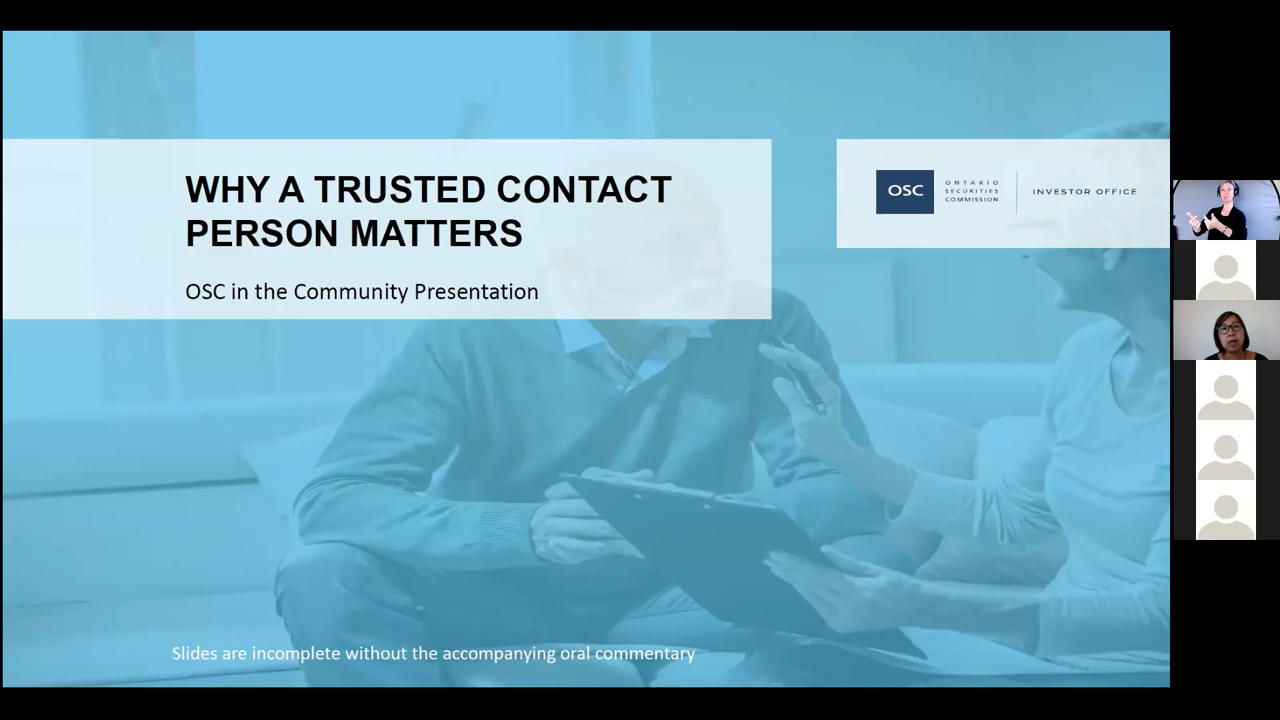 WHY A TRUSTED CONTACT
PERSON MATTERS
OSC in the Community Presentation
OSC
ONTARIO
SECURITIES
COMMISSION
INVESTOR OFFICE
Slides are incomplete without the accompanying oral commentary